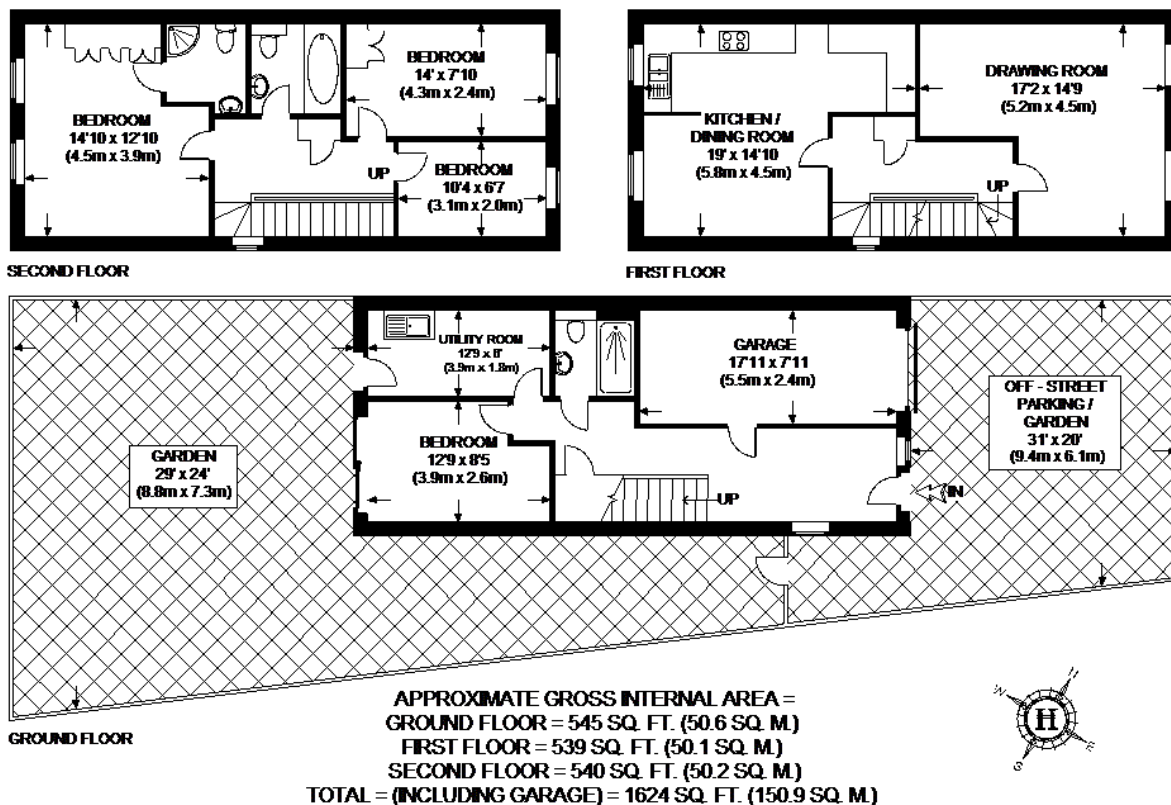 BEDROOM
14'10 x 12'10
(4.5m x 3.9m)
BEDROOM
14' x 7'10
(4.3m x 2.4m)
UP
BEDROOM
10'4 x 6'7
(3.1m x 2.0m)
SECOND FLOOR
KITCHEN /
DINING ROOM
19' x 14'10
(5.8m x 4.5m)
DRAWING ROOM
17'2 x 14'9
(5.2m x 4.5m)
UP
FIRST FLOOR
GARDEN
29' x 24'
(8.8m x 7.3m)
UTILITY ROOM
12'9 x 6'
(3.9m x 1.8m)
BEDROOM
12'9 x 8'5
(3.9m x 2.6m)
GARAGE
17'11 x 7'11
(5.5m x 2.4m)
UP
IN
OFF - STREET
PARKING /
GARDEN
31' x 20'
(9.4m x 6.1m)
GROUND FLOOR
APPROXIMATE GROSS INTERNAL AREA =
GROUND FLOOR = 545 SQ. FT. (50.6 SQ. M.)
FIRST FLOOR = 539 SQ. FT. (50.1 SQ. M.)
SECOND FLOOR = 540 SQ. FT. (50.2 SQ. M.)
TOTAL = (INCLUDING GARAGE) = 1624 SQ. FT. (150.9 SQ. M.)
N
W
H
E
S